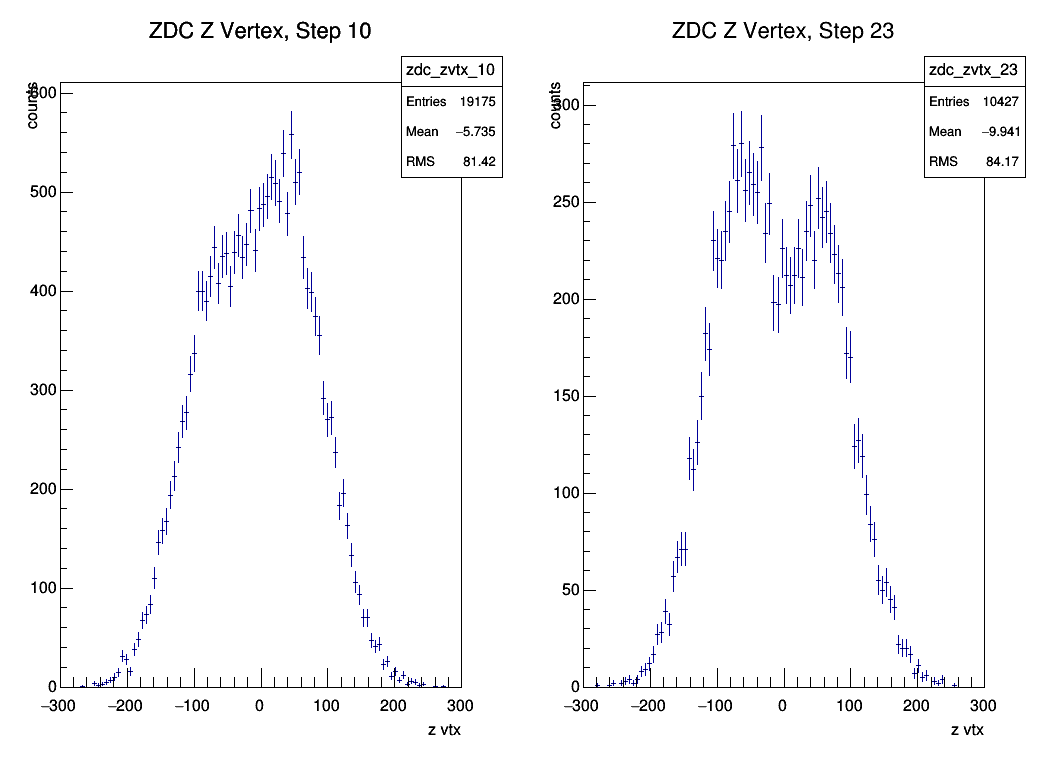 ZDC Z Vertex, Step 10
zdc_zvtx_10
Entries 19175
Mean −5.735
RMS 81.42
counts
600
500
400
300
200
100
0
−300 −200 −100 0 100 200 300
z vtx
ZDC Z Vertex, Step 23
zdc_zvtx_23
Entries 10427
Mean −9.941
RMS 84.17
counts
300
250
200
150
100
50
0
−300 −200 −100 0 100 200 300
z vtx